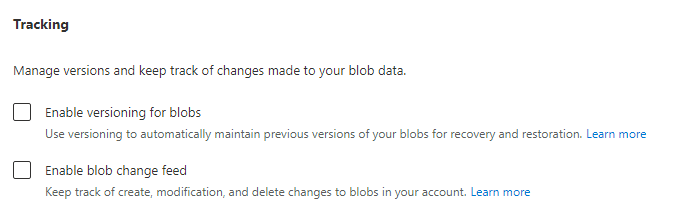 Tracking
Manage versions and keep track of changes made to your blob data.
Enable versioning for blobs
Use versioning to automatically maintain previous versions of your blobs for recovery and restoration. Learn more
Enable blob change feed
Keep track of create, modification, and delete changes to blobs in your account. Learn more